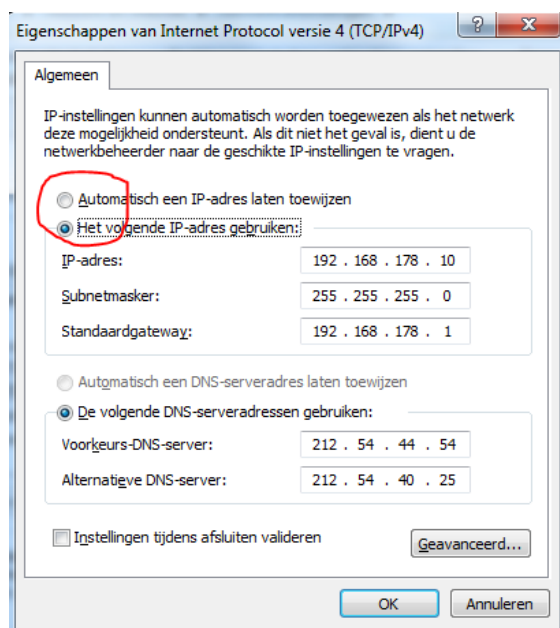 Eigenschappen van Internet Protocol versie 4 (TCP/IPv4)
?
X
Algemeen
IP-instellingen kunnen automatisch worden toegewezen als het netwerk
deze mogelijkheid ondersteunt. Als dit niet het geval is, dient u de
netwerkbeheerder naar de geschikte IP-instellingen te vragen.
Automatisch een IP-adres laten toewijzen
Het volgende IP-adres gebruiken:
IP-adres: 192 . 168 . 178 . 10
Subnetmasker: 255 . 255 . 255 . 0
Standaardgateway: 192 . 168 . 178 . 1
Automatisch een DNS-serveradres laten toewijzen
De volgende DNS-serveradressen gebruiken:
Voorkeurs-DNS-server: 212 . 54 . 44 . 54
Alternatieve DNS-server: 212 . 54 . 40 . 25
Instellingen tijdens afsluiten valideren
Geavanceerd...
OK Annuleren